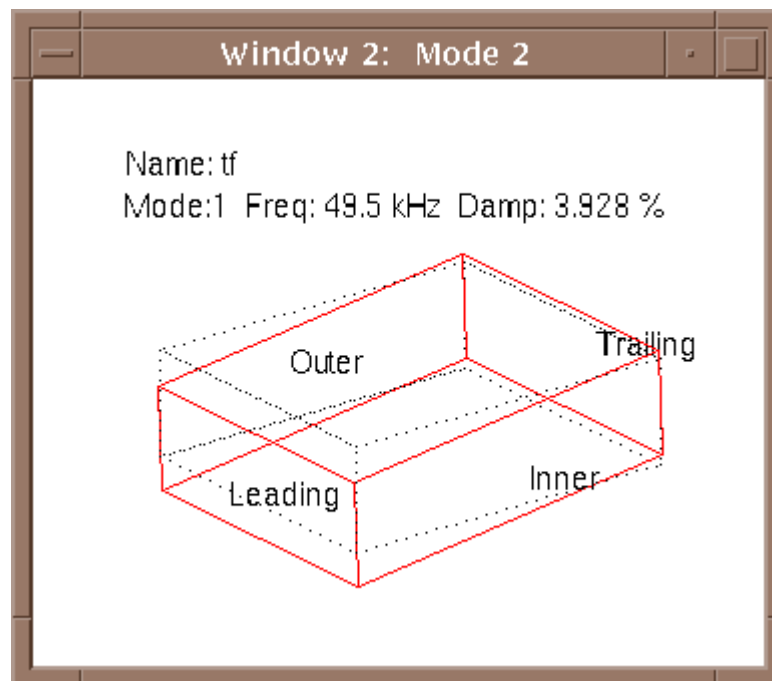 Window 2: Mode 2
Name: tf
Mode:1 Freq: 49.5 kHz Damp: 3.928 %
Trailing
Outer
Inner
Leading